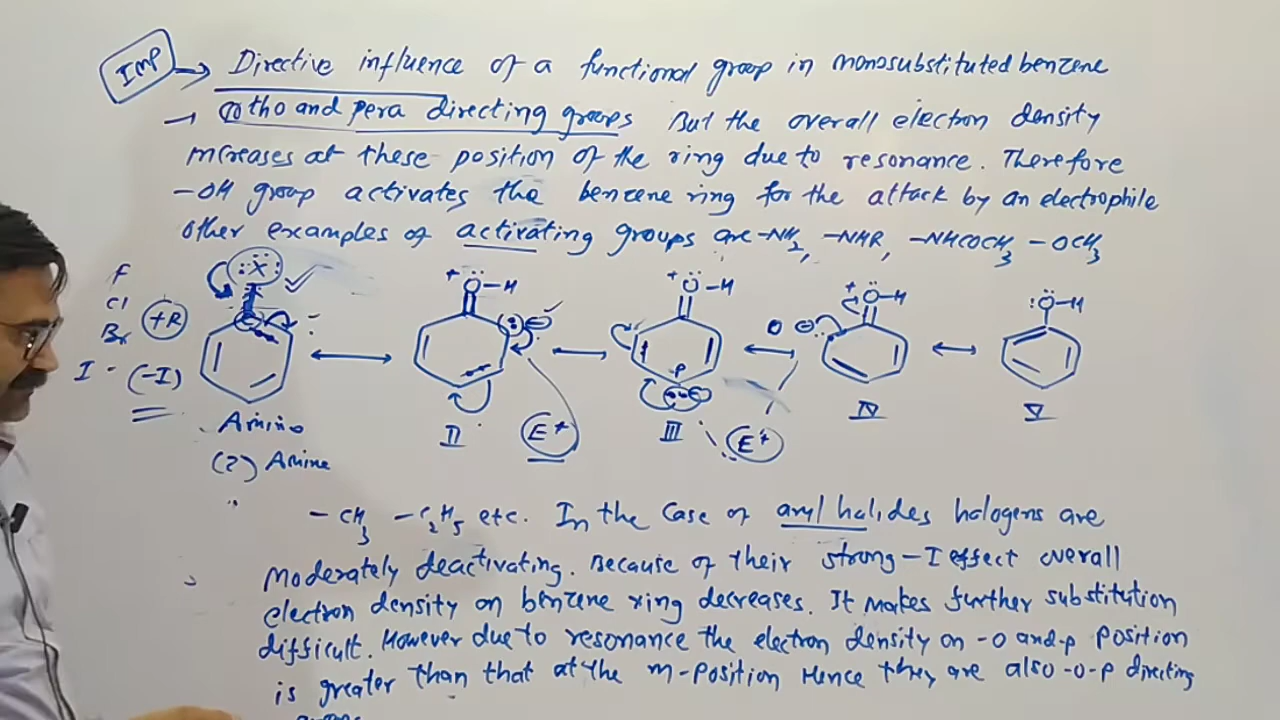 Imp → Directive influence of a functional group in monosubstituted benzene
→ Ortho and pera directing groups But the overall electron density
increases at these position of the ring due to resonance. Therefore
-OH group activates the benzene ring for the attack by an electrophile
other examples of activating groups are -NH2, -NHR, -NHCOCH3 -OCH3
F
Cl
Br
I
+R
(-I)
X
+ O-H
+ O-H
+ O-H
O-H
E+
E+
II
III
IV
V
Amino
(2) Amine
-CH3 -C2H5 etc. In the case of aryl halides halogens are
moderately deactivating. Because of their strong -I effect overall
electron density on benzene ring decreases. It makes further substitution
difficult. However due to resonance the electron density on -o and-p position
is greater than that at the m-position Hence they are also -o-p directing